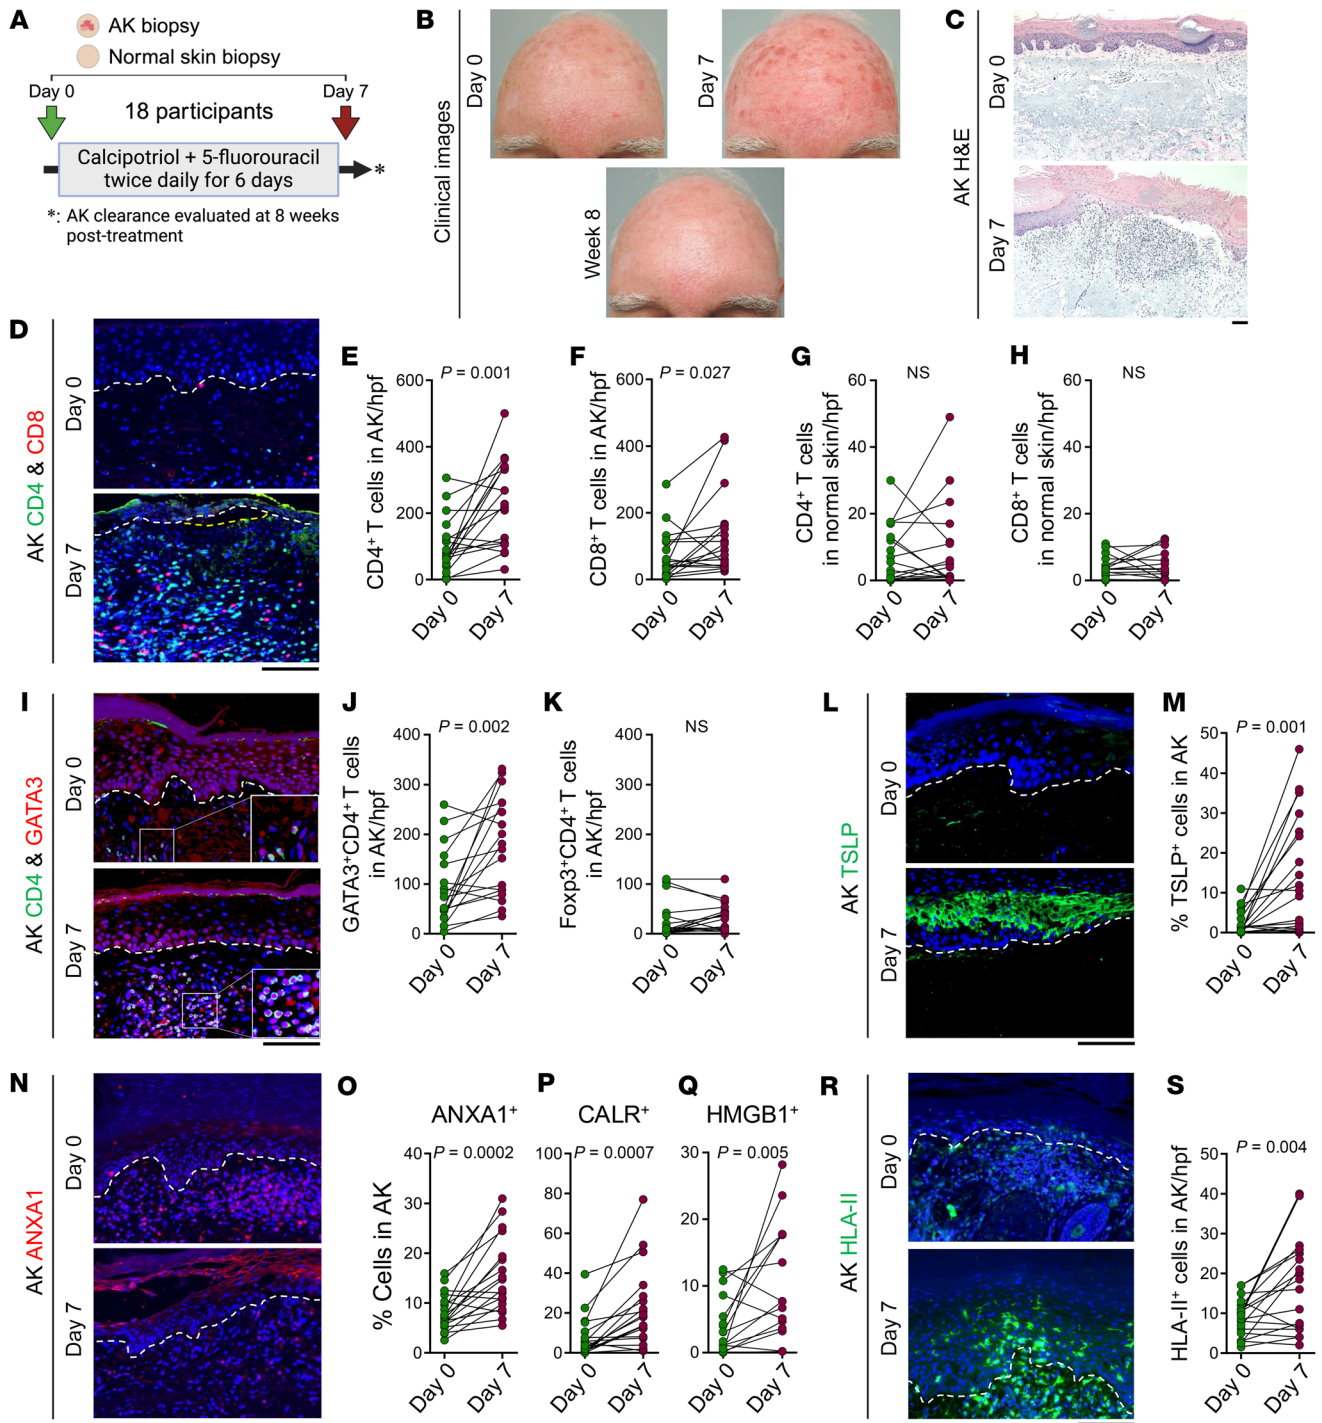 A
AK biopsy
Normal skin biopsy
Day 0
Day 7
18 participants
Calcipotriol + 5-fluorouracil
twice daily for 6 days
*
*: AK clearance evaluated at 8 weeks
post-treatment
B
Clinical images
Day 0
Day 7
Week 8
C
AK H&E
Day 0
Day 7
D
AK CD4 & CD8
Day 0
Day 7
E
P = 0.001
CD4+ T cells in AK/hpf
600
400
200
0
Day 0
Day 7
F
P = 0.027
CD8+ T cells in AK/hpf
600
400
200
0
Day 0
Day 7
G
NS
CD4+ T cells
in normal skin/hpf
60
40
20
0
Day 0
Day 7
H
NS
CD8+ T cells
in normal skin/hpf
60
40
20
0
Day 0
Day 7
I
AK CD4 & GATA3
Day 0
Day 7
J
P = 0.002
GATA3+CD4+ T cells
in AK/hpf
400
300
200
100
0
Day 0
Day 7
K
NS
Foxp3+CD4+ T cells
in AK/hpf
400
300
200
100
0
Day 0
Day 7
L
AK TSLP
Day 0
Day 7
M
P = 0.001
% TSLP+ cells in AK
50
40
30
20
10
0
Day 0
Day 7
N
AK ANXA1
Day 0
Day 7
O
ANXA1+
P = 0.0002
% Cells in AK
40
30
20
10
0
Day 0
Day 7
P
CALR+
P = 0.0007
100
80
60
40
20
0
Day 0
Day 7
Q
HMGB1+
P = 0.005
30
20
10
0
Day 0
Day 7
R
AK HLA-II
Day 0
Day 7
S
P = 0.004
HLA-II+ cells in AK/hpf
50
40
30
20
10
0
Day 0
Day 7